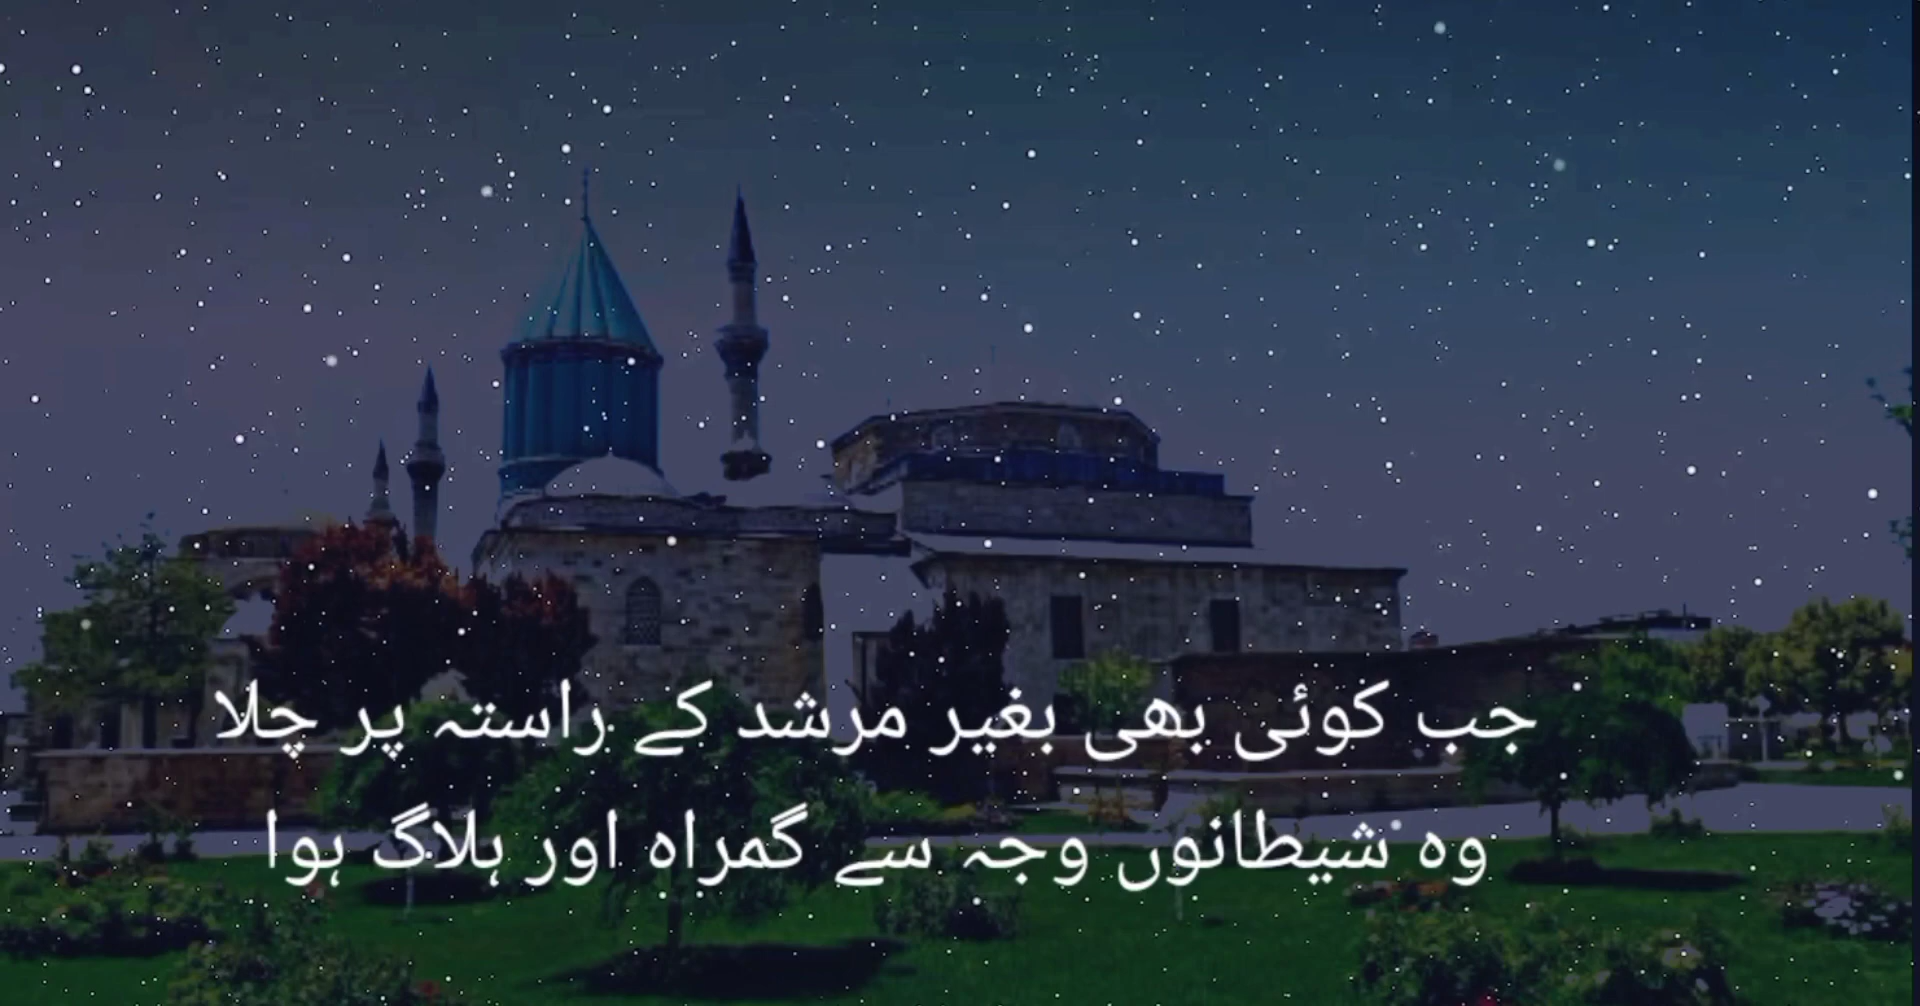 جب کوئی بھی بغیر مرشد کے راستہ پر چلا
وہ شیطانوں وجہ سے گمراہ اور ہلاگ ہوا